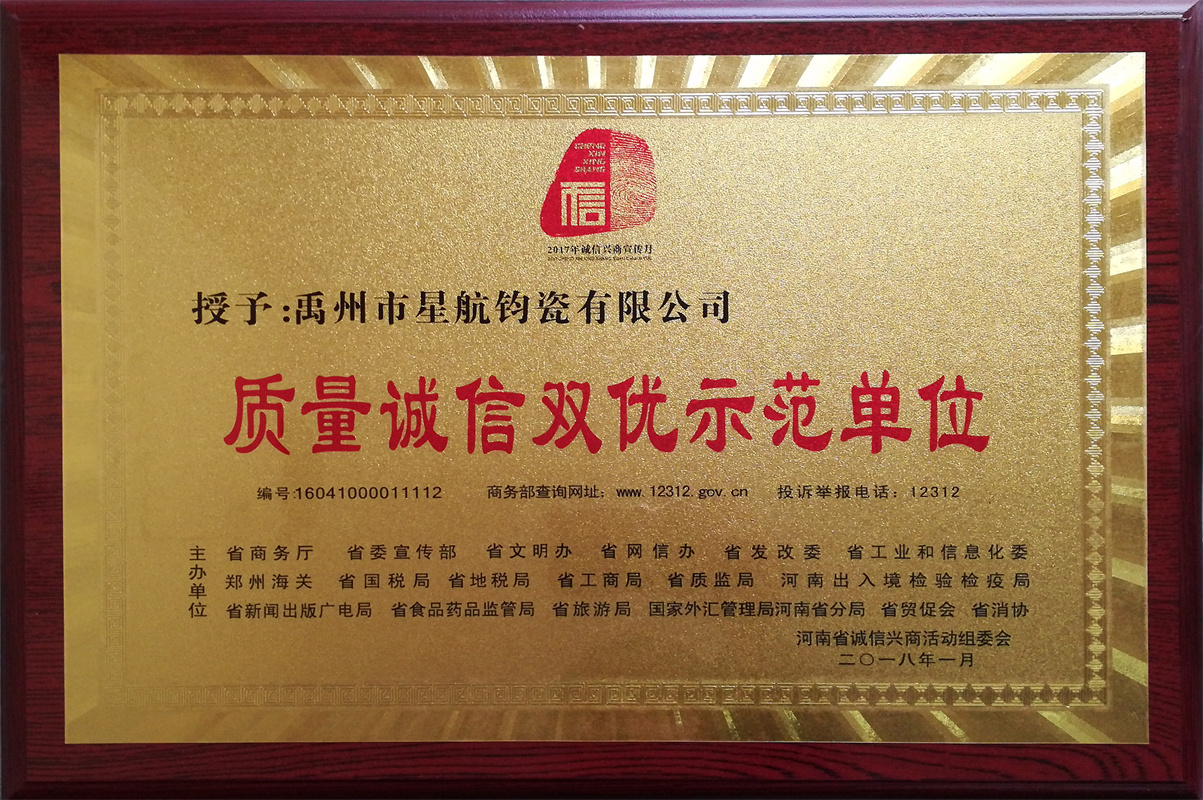 CHENG
XIN
XING
SHANG
信
2017年诚信兴商宣传月
授予:禹州市星航钧瓷有限公司
质量诚信双优示范单位
编号:16041000011112 商务部查询网址：www.12312.gov.cn 投诉举报电话：12312
主办单位
省商务厅 省委宣传部 省文明办 省网信办 省发改委 省工业和信息化委
郑州海关 省国税局 省地税局 省工商局 省质监局 河南出入境检验检疫局
省新闻出版广电局 省食品药品监管局 省旅游局 国家外汇管理局河南省分局 省贸促会 省消协
河南省诚信兴商活动组委会
二〇一八年一月